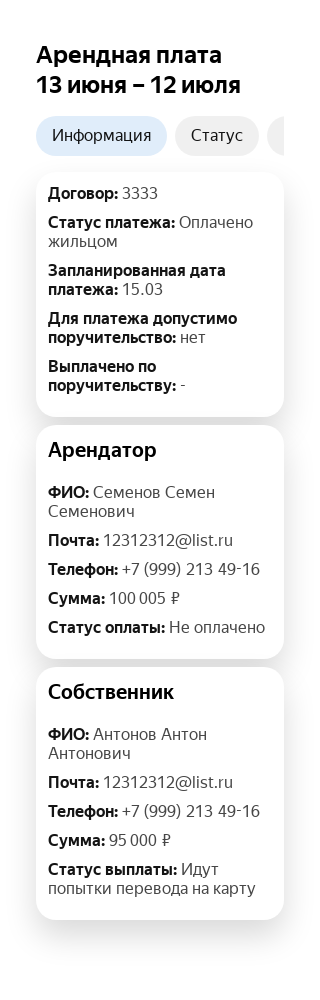 Арендная плата
13 июня – 12 июля
Информация
Статус
Договор: 3333
Статус платежа: Оплачено
жильцом
Запланированная дата
платежа: 15.03
Для платежа допустимо
поручительство: нет
Выплачено по
поручительству: -
Арендатор
ФИО: Семенов Семен
Семенович
Почта: 12312312@list.ru
Телефон: +7 (999) 213 49-16
Сумма: 100 005 ₽
Статус оплаты: Не оплачено
Собственник
ФИО: Антонов Антон
Антонович
Почта: 12312312@list.ru
Телефон: +7 (999) 213 49-16
Сумма: 95 000 ₽
Статус выплаты: Идут
попытки перевода на карту